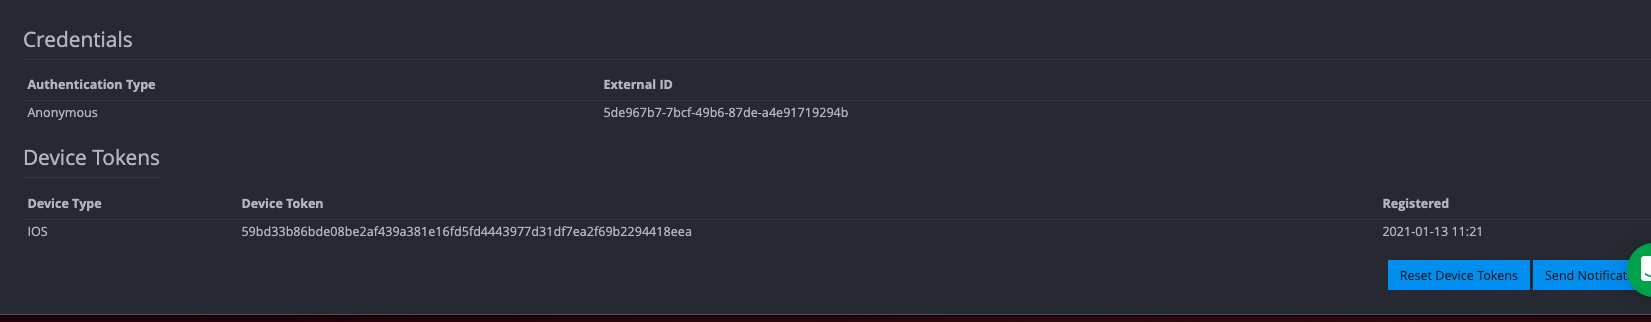 Credentials
Authentication Type External ID
Anonymous 5de967b7-7bcf-49b6-87de-a4e91719294b
Device Tokens
Device Type Device Token Registered
IOS 59bd33b86bde08be2af439a381e16fd5fd4443977d31df7ea2f69b2294418eea 2021-01-13 11:21
Reset Device Tokens Send Notificat